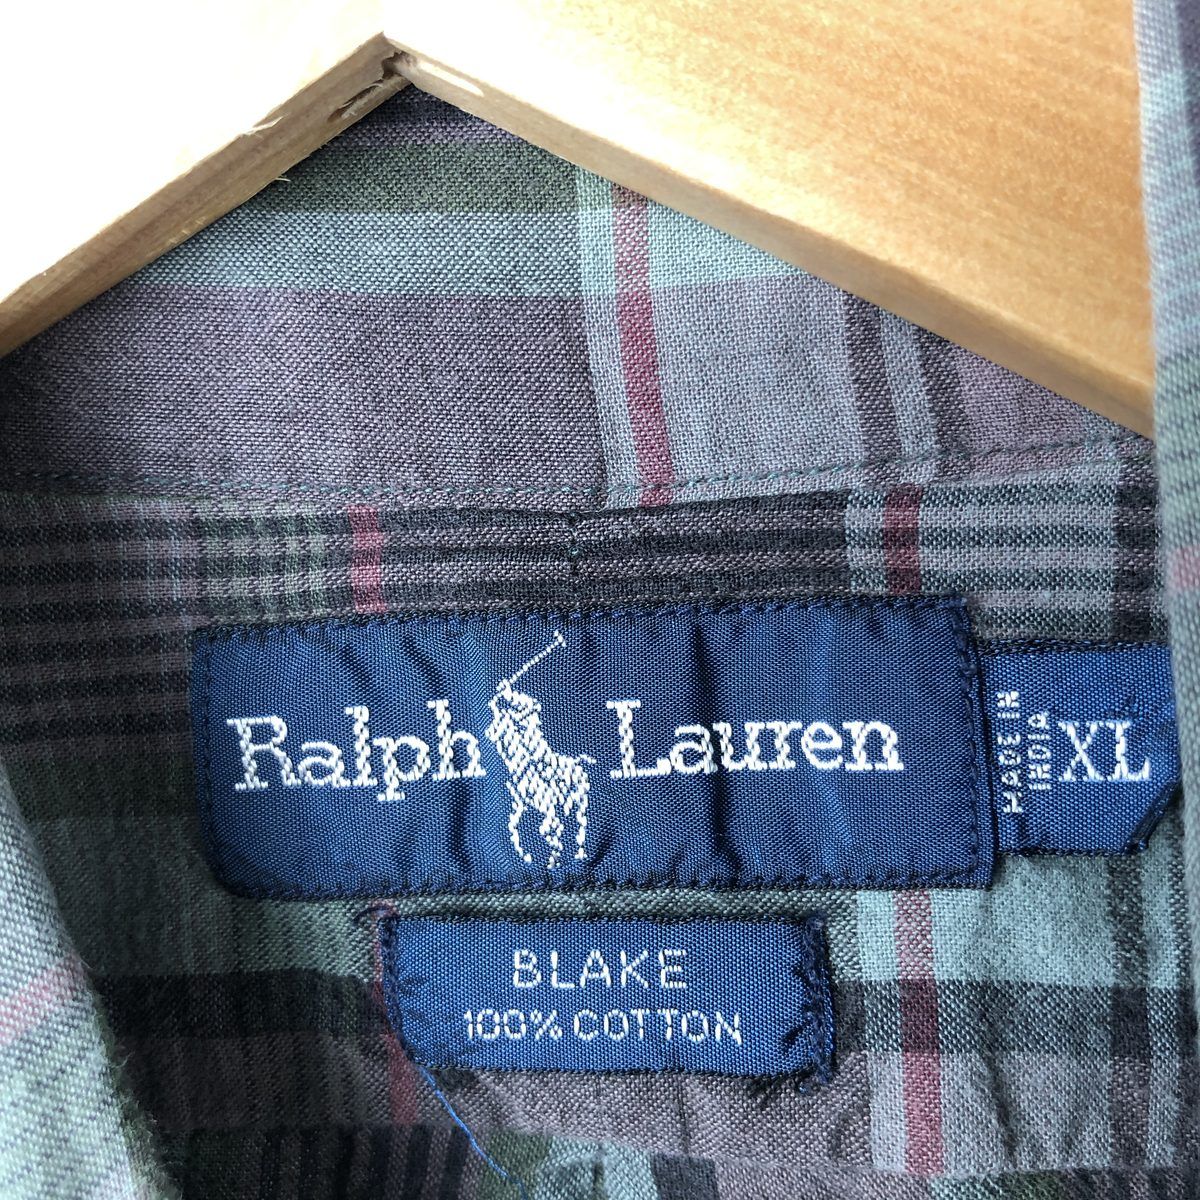 Ralph Lauren
MADE IN
INDIA
XL
BLAKE
100% COTTON